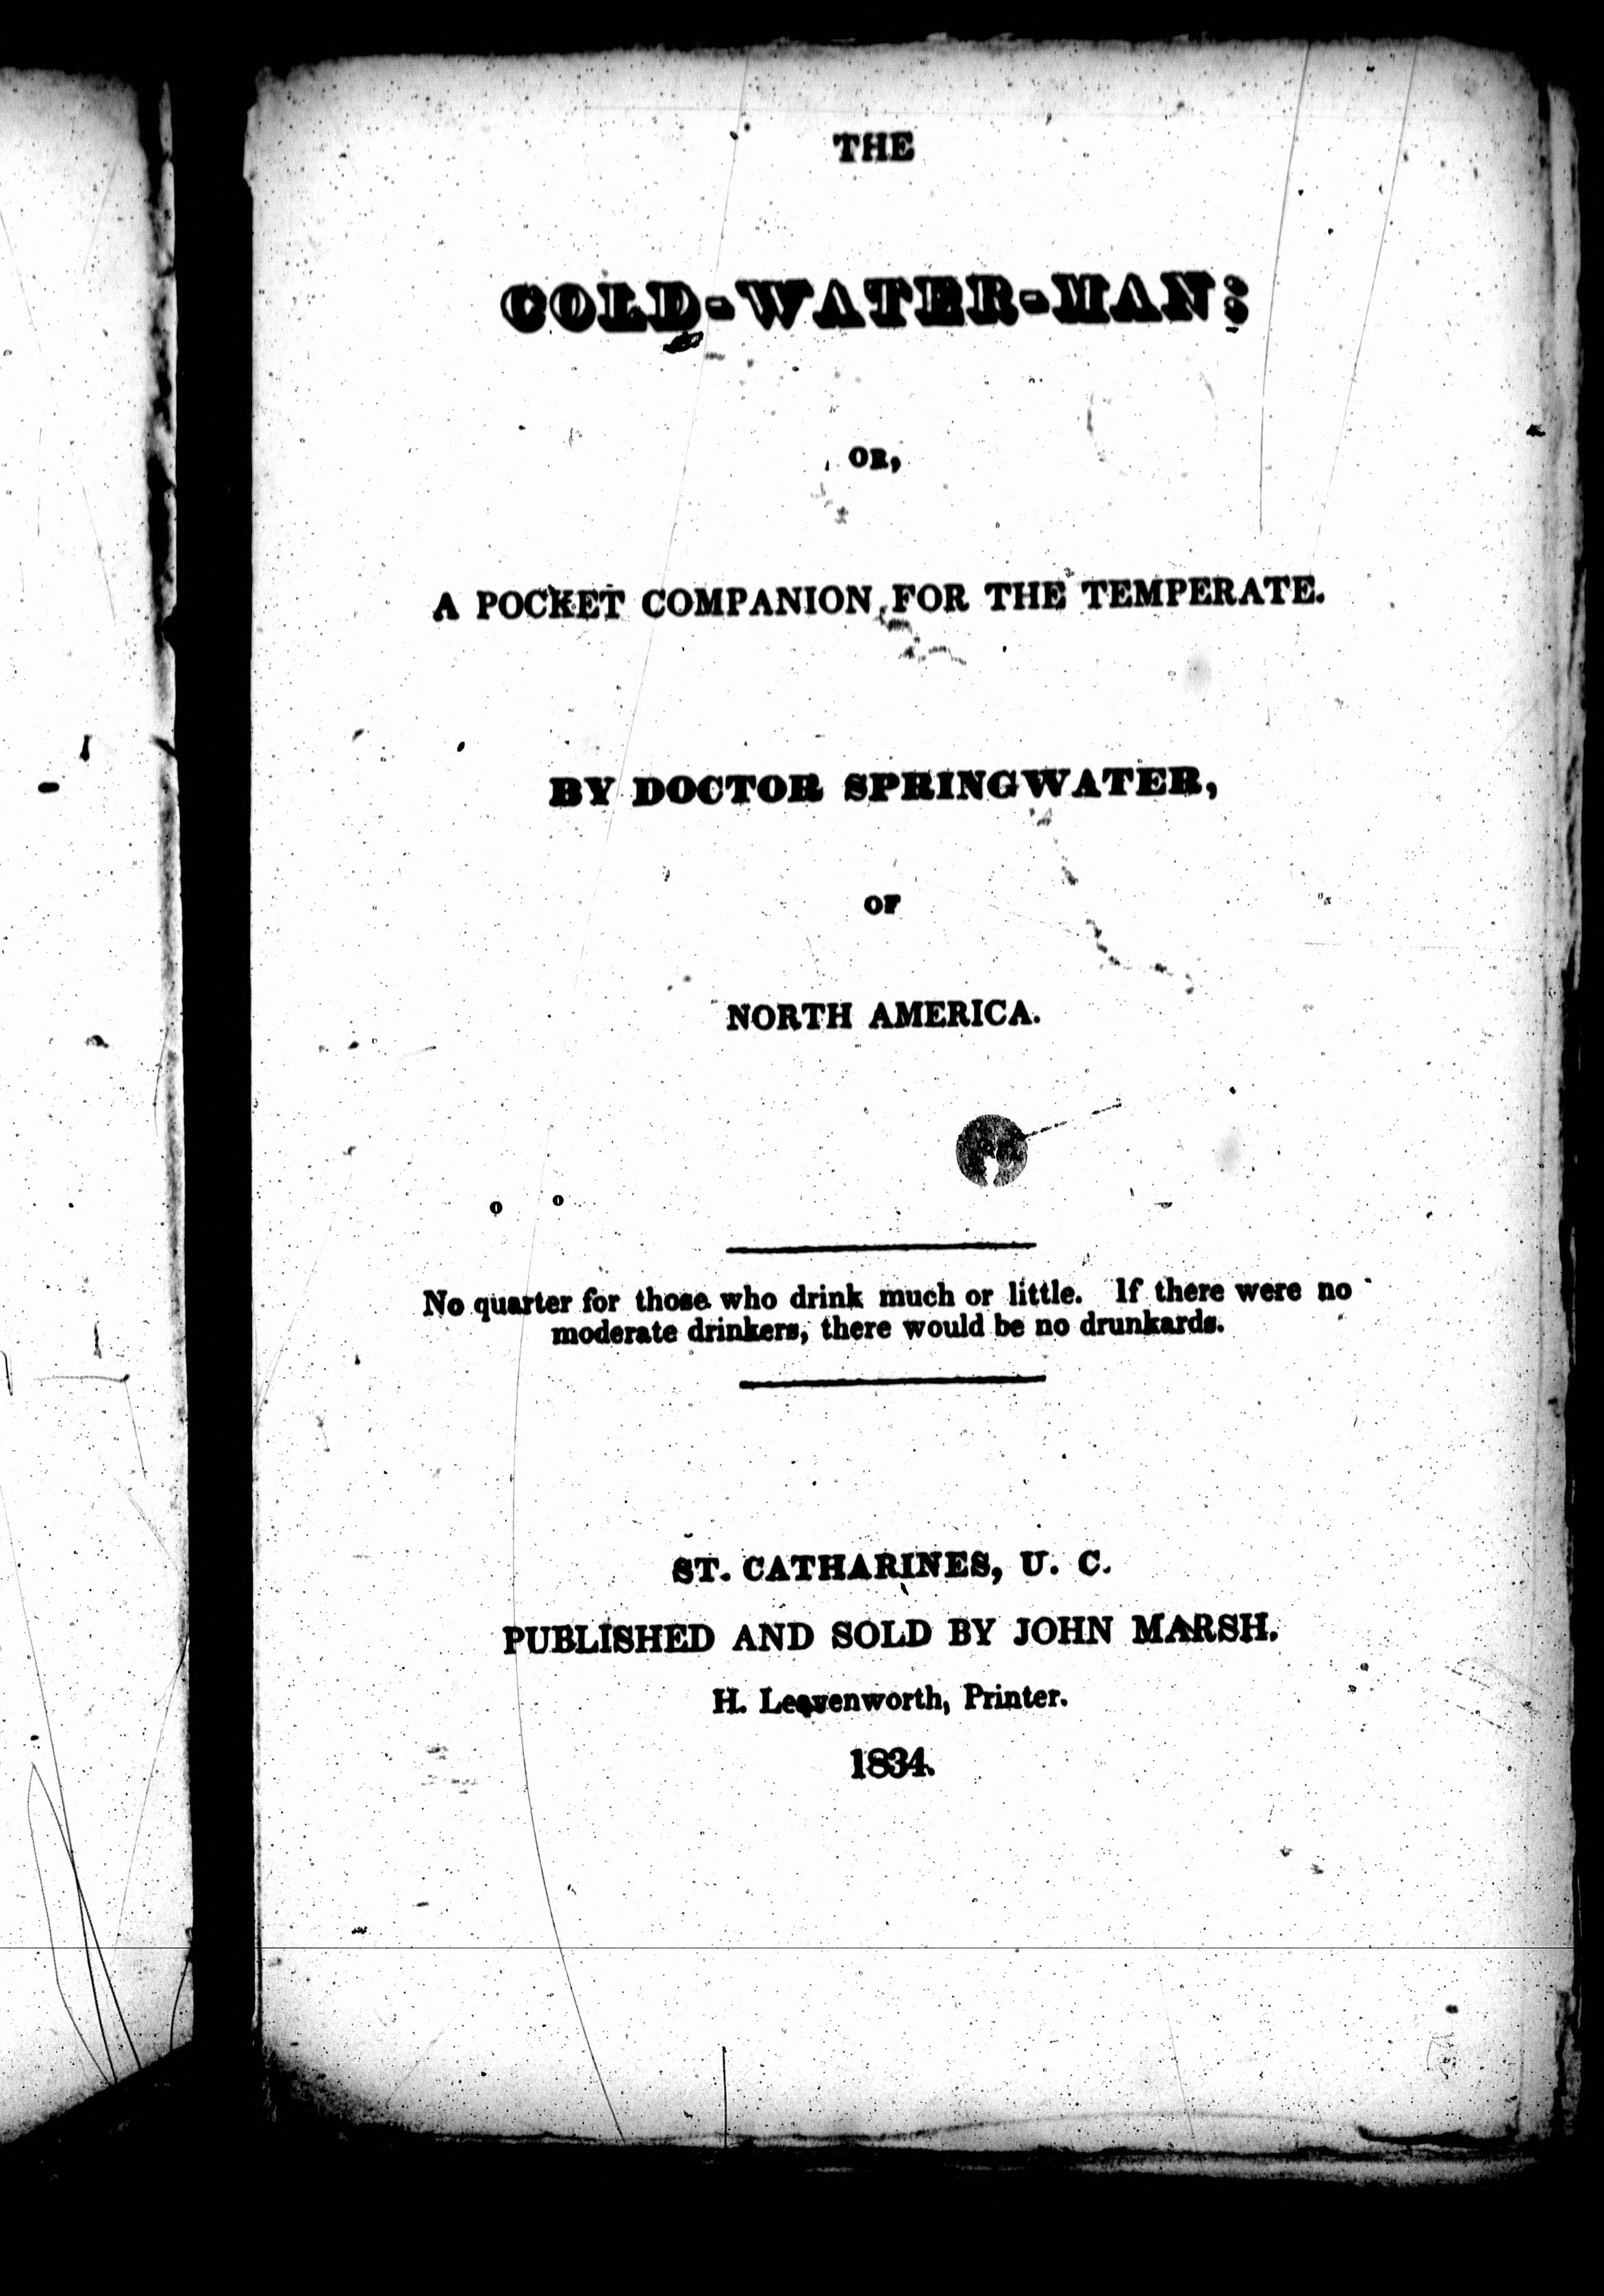 THE
COLD-WATER-MAN:
OR,
A POCKET COMPANION FOR THE TEMPERATE.
BY DOCTOR SPRINGWATER,
OF
NORTH AMERICA.
No quarter for those who drink much or little. If there were no
moderate drinkers, there would be no drunkards.
ST. CATHARINES, U. C.
PUBLISHED AND SOLD BY JOHN MARSH.
H. Leavenworth, Printer.
1834.